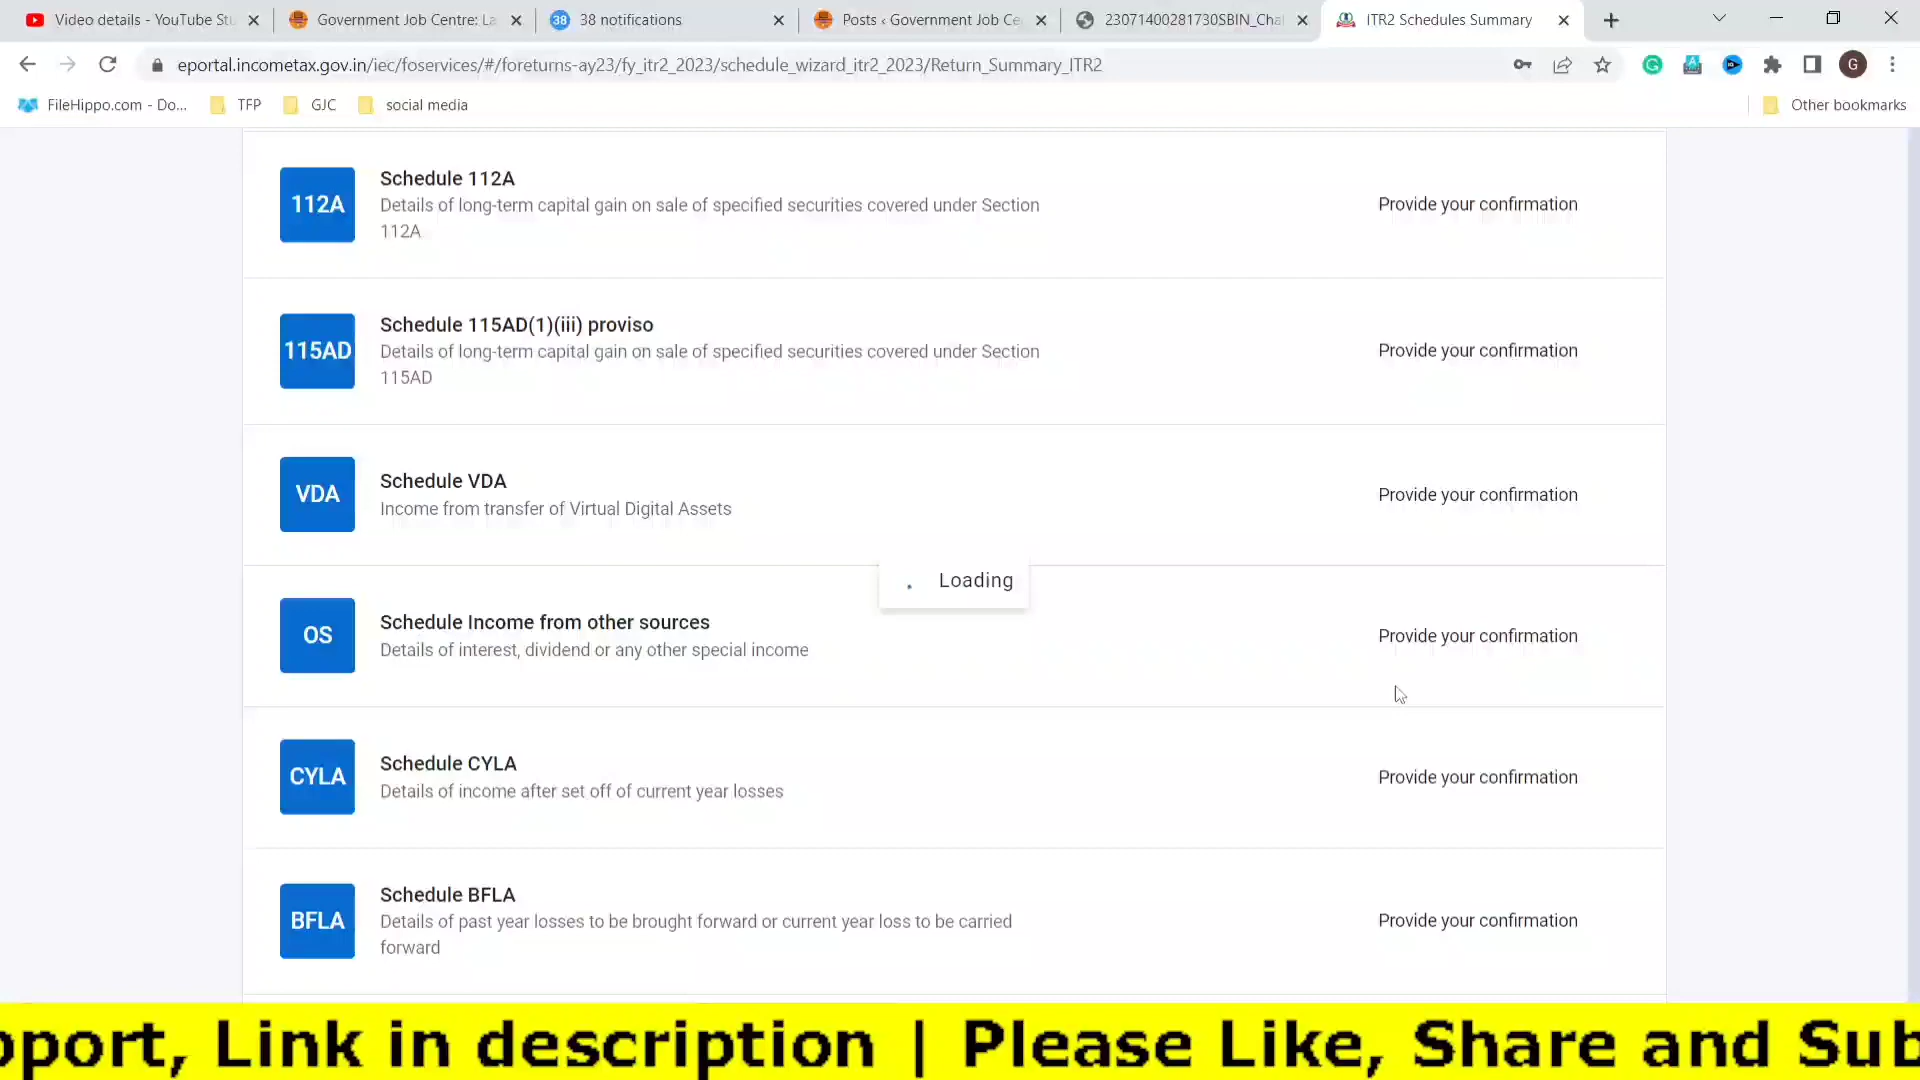 Video details - YouTube Stu
Government Job Centre: La
38
38 notifications
Posts ‹ Government Job Ce
23071400281730SBIN_Chal
ITR2 Schedules Summary
eportal.incometax.gov.in/iec/foservices/#/foreturns-ay23/fy_itr2_2023/schedule_wizard_itr2_2023/Return_Summary_ITR2
G
FileHippo.com - Do...
TFP
GJC
social media
Other bookmarks
112A
Schedule 112A
Details of long-term capital gain on sale of specified securities covered under Section
112A
Provide your confirmation
115AD
Schedule 115AD(1)(iii) proviso
Details of long-term capital gain on sale of specified securities covered under Section
115AD
Provide your confirmation
VDA
Schedule VDA
Income from transfer of Virtual Digital Assets
Provide your confirmation
Loading
OS
Schedule Income from other sources
Details of interest, dividend or any other special income
Provide your confirmation
CYLA
Schedule CYLA
Details of income after set off of current year losses
Provide your confirmation
BFLA
Schedule BFLA
Details of past year losses to be brought forward or current year loss to be carried
forward
Provide your confirmation
pport, Link in description | Please Like, Share and Sub